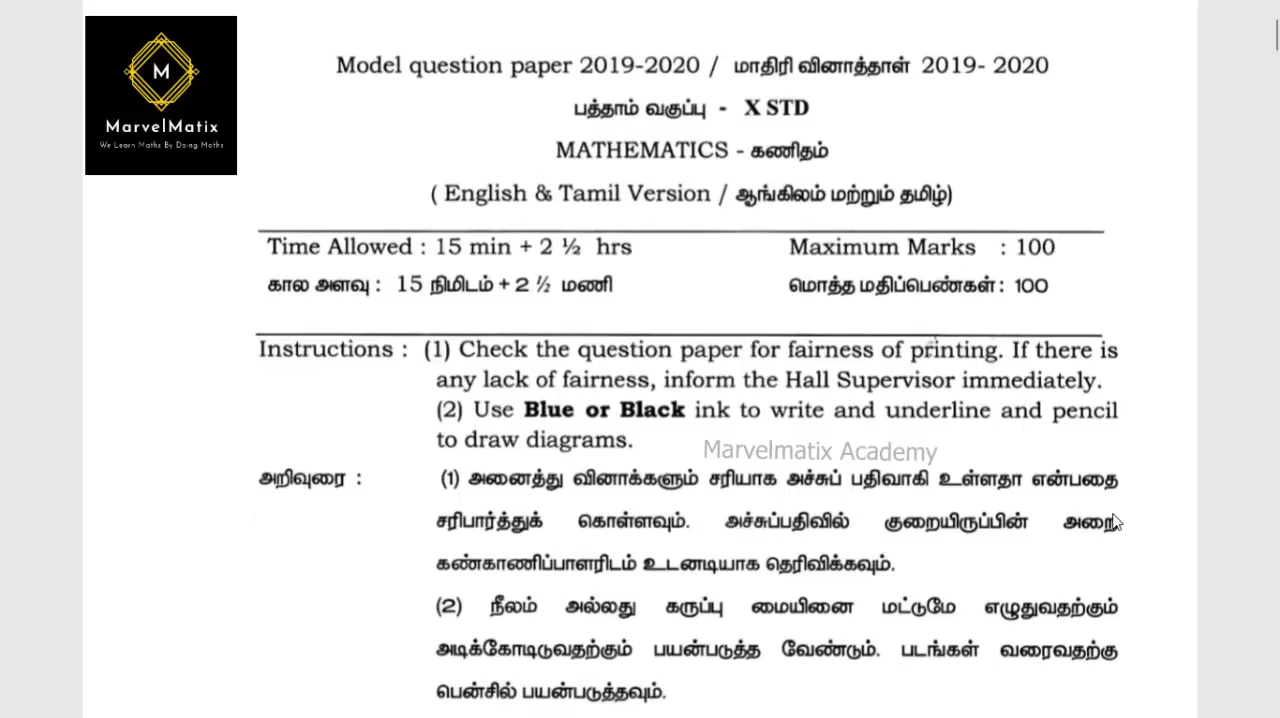 M
MarvelMatix
We Learn Maths By Doing Maths
Model question paper 2019-2020 / மாதிரி வினாத்தாள் 2019- 2020
பத்தாம் வகுப்பு - X STD
MATHEMATICS - கணிதம்
( English & Tamil Version / ஆங்கிலம் மற்றும் தமிழ்)
Time Allowed : 15 min + 2 ½ hrs Maximum Marks : 100
கால அளவு : 15 நிமிடம் + 2 ½ மணி மொத்த மதிப்பெண்கள் : 100
Instructions : (1) Check the question paper for fairness of printing. If there is
any lack of fairness, inform the Hall Supervisor immediately.
(2) Use Blue or Black ink to write and underline and pencil
to draw diagrams.
Marvelmatix Academy
அறிவுரை : (1) அனைத்து வினாக்களும் சரியாக அச்சுப் பதிவாகி உள்ளதா என்பதை
சரிபார்த்துக் கொள்ளவும். அச்சுப்பதிவில் குறையிருப்பின் அறை
கண்காணிப்பாளரிடம் உடனடியாக தெரிவிக்கவும்.
(2) நீலம் அல்லது கருப்பு மையினை மட்டுமே எழுதுவதற்கும்
அடிக்கோடிடுவதற்கும் பயன்படுத்த வேண்டும். படங்கள் வரைவதற்கு
பென்சில் பயன்படுத்தவும்.